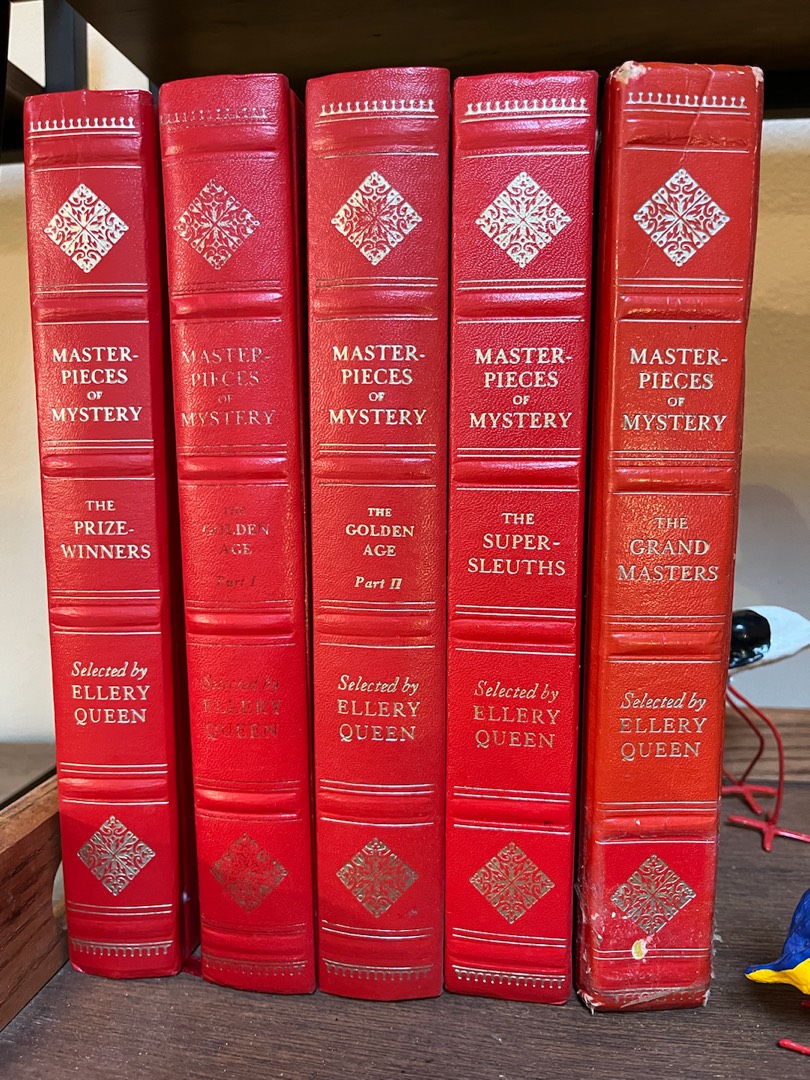 MASTER-
PIECES
OF
MYSTERY
THE
PRIZE-
WINNERS
Selected by
ELLERY
QUEEN
MASTER-
PIECES
OF
MYSTERY
THE
GOLDEN
AGE
Part I
Selected by
ELLERY
QUEEN
MASTER-
PIECES
OF
MYSTERY
THE
GOLDEN
AGE
Part II
Selected by
ELLERY
QUEEN
MASTER-
PIECES
OF
MYSTERY
THE
SUPER-
SLEUTHS
Selected by
ELLERY
QUEEN
MASTER-
PIECES
OF
MYSTERY
THE
GRAND
MASTERS
Selected by
ELLERY
QUEEN